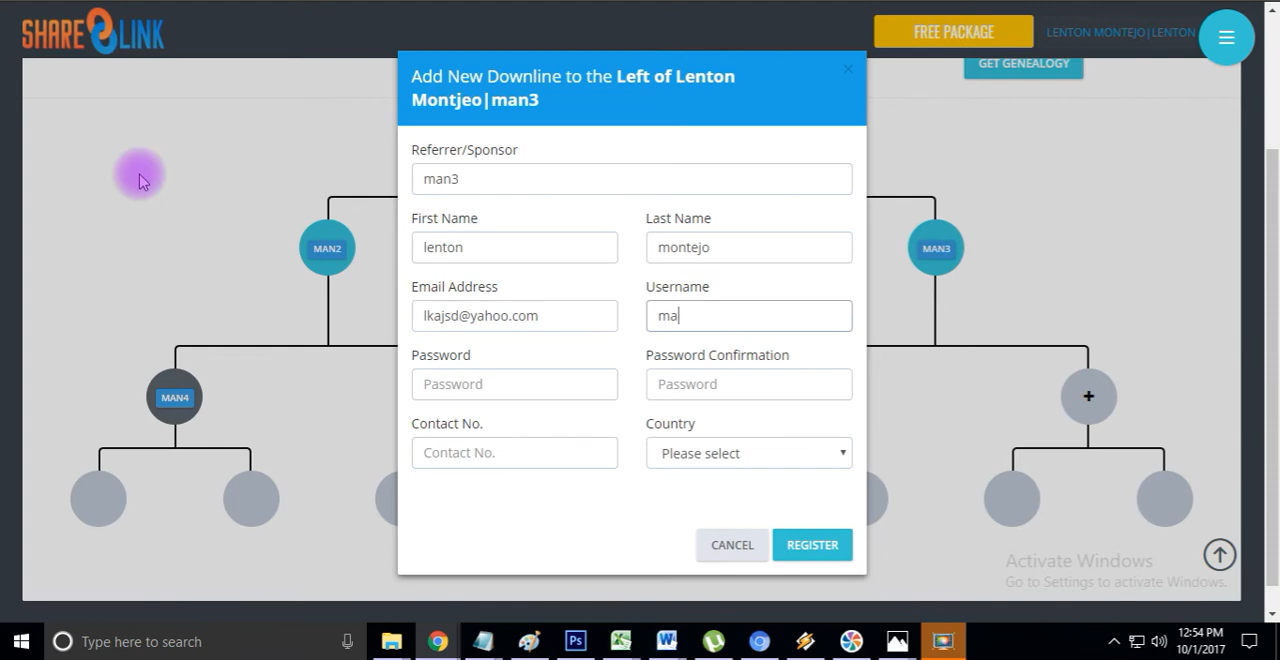 SHARE LINK
FREE PACKAGE
LENTON MONTEJO|LENTON
GET GENEALOGY
Add New Downline to the Left of Lenton
Montjeo|man3
×
Referrer/Sponsor
man3
First Name
Last Name
lenton
montejo
Email Address
Username
lkajsd@yahoo.com
ma
Password
Password Confirmation
Password
Password
Contact No.
Country
Contact No.
Please select
CANCEL
REGISTER
MAN2
MAN3
MAN4
+
Activate Windows
Go to Settings to activate Windows.
Type here to search
Ps
12:54 PM
10/1/2017